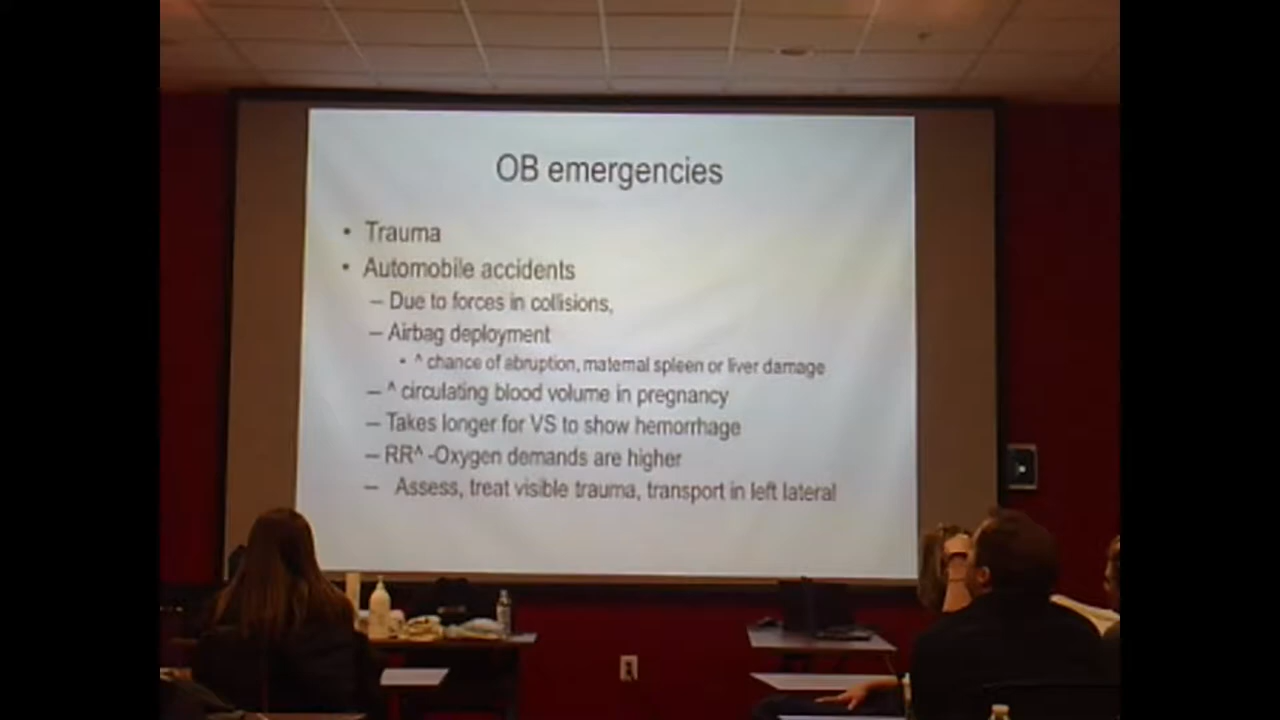 OB emergencies
• Trauma
• Automobile accidents
– Due to forces in collisions,
– Airbag deployment
• ^ chance of abruption, maternal spleen or liver damage
– ^ circulating blood volume in pregnancy
– Takes longer for VS to show hemorrhage
– RR^ -Oxygen demands are higher
– Assess, treat visible trauma, transport in left lateral